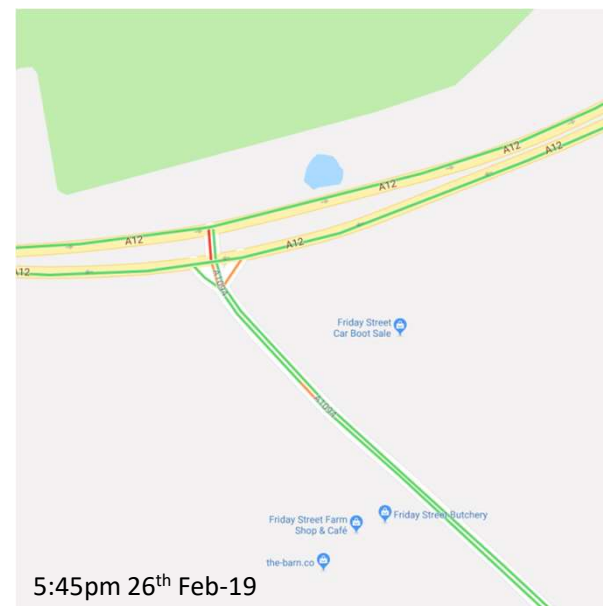 A12
A12
A12
A12
A12
A12
A1094
Friday Street
Car Boot Sale
A1094
Friday Street Butchery
Friday Street Farm
Shop & Café
the-barn.co
5:45pm 26th Feb-19